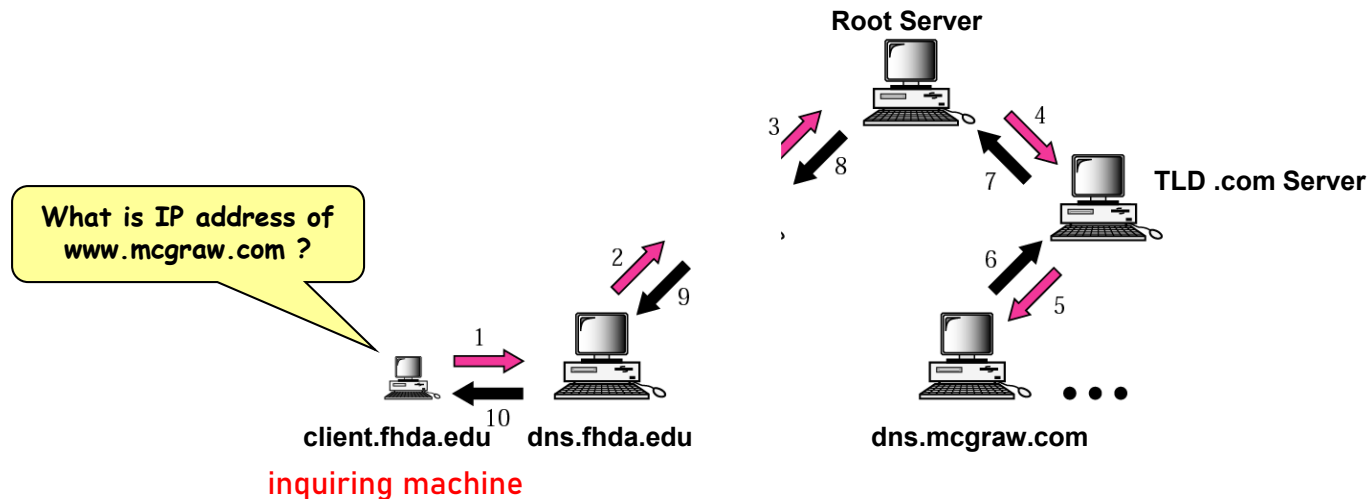 Root Server
3
4
8
7
TLD .com Server
What is IP address of
www.mcgraw.com ?
2
6
9
5
1
10
client.fhda.edu
dns.fhda.edu
dns.mcgraw.com
inquiring machine